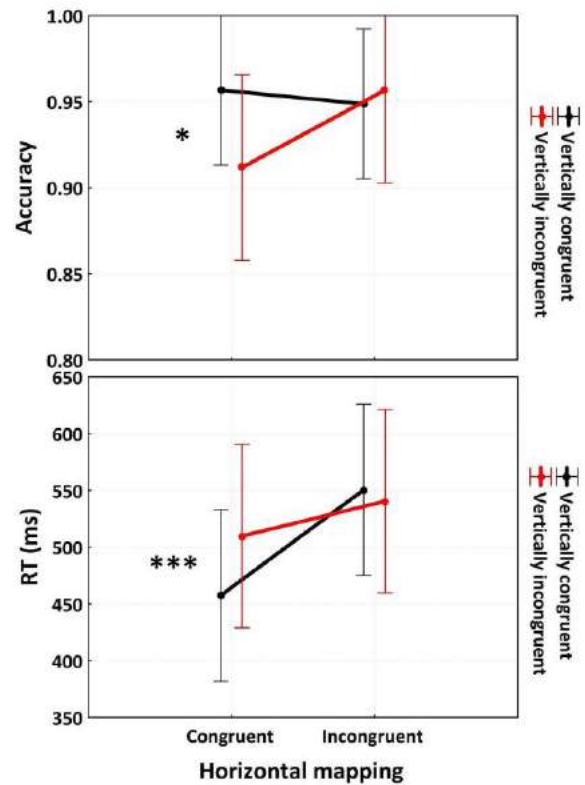 1.00
0.95
0.90
0.85
0.80
Accuracy
*
Vertically congruent
Vertically incongruent
650
600
550
500
450
400
350
RT (ms)
***
Vertically congruent
Vertically incongruent
Congruent Incongruent
Horizontal mapping